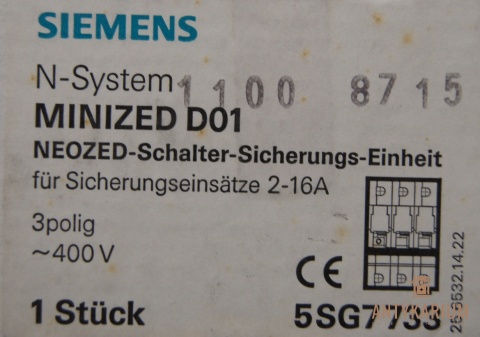 SIEMENS
N-System 1100 8715
MINIZED D01
NEOZED-Schalter-Sicherungs-Einheit
für Sicherungseinsätze 2-16A
3polig
~400 V
CE
1 Stück
5SG7733